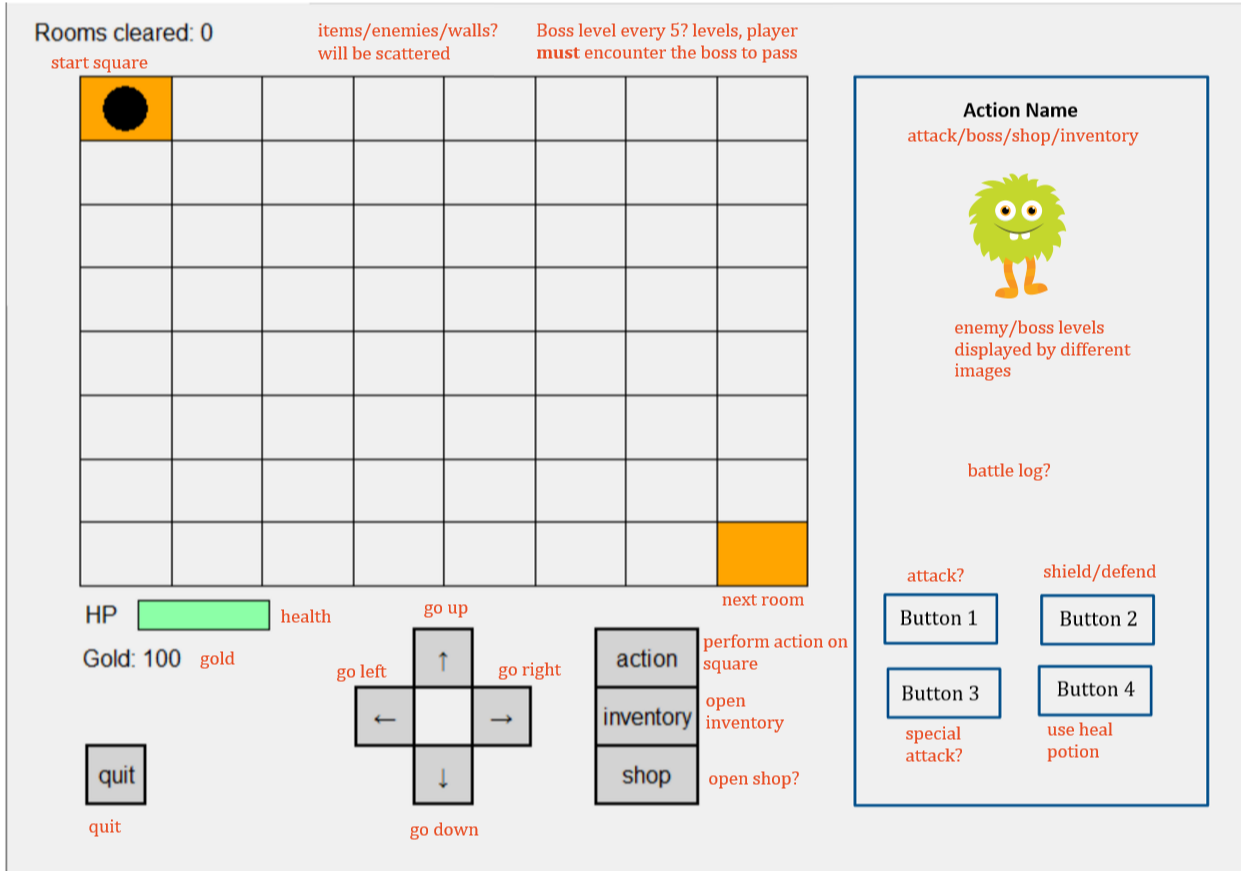 Rooms cleared: 0
items/enemies/walls?
will be scattered
Boss level every 5? levels, player
must encounter the boss to pass
start square
Action Name
attack/boss/shop/inventory
enemy/boss levels
displayed by different
images
battle log?
attack?
shield/defend
Button 1
Button 2
Button 3
Button 4
special
attack?
use heal
potion
next room
HP
health
Gold: 100
gold
go up
↑
go left
←
go right
→
↓
go down
action
perform action on
square
inventory
open
inventory
shop
open shop?
quit
quit